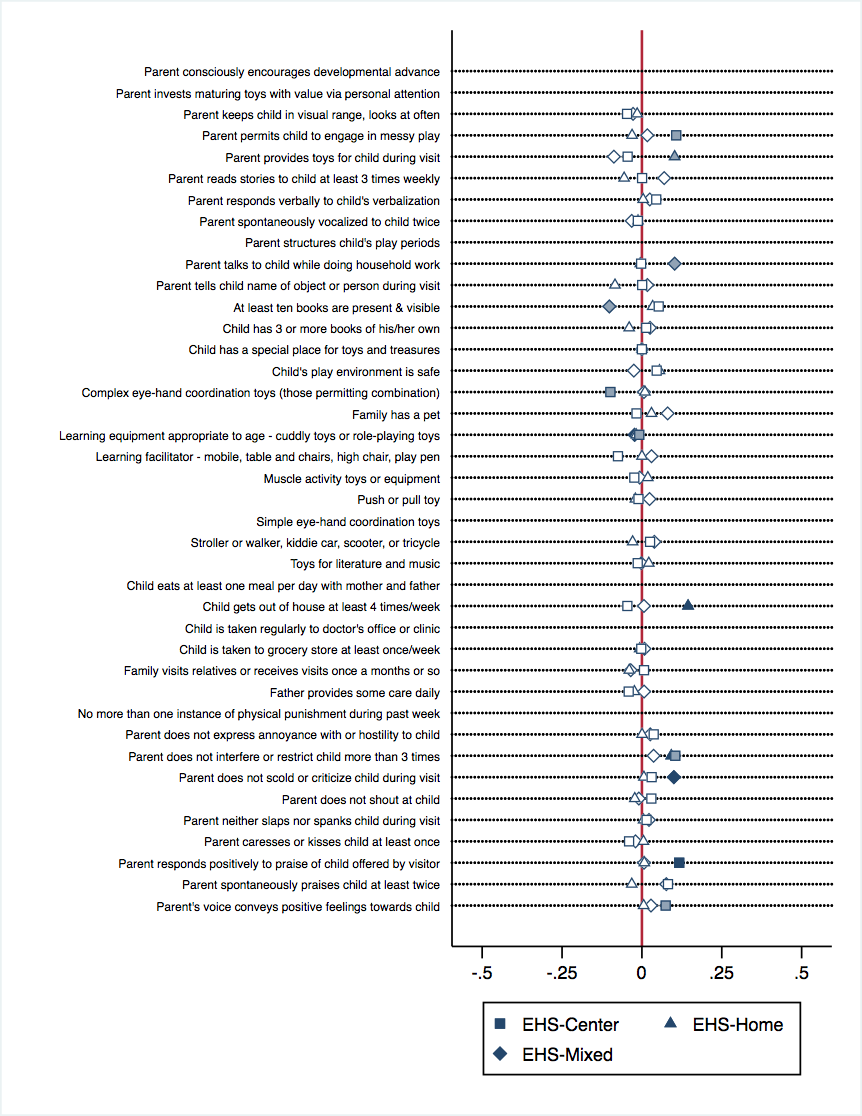 Parent consciously encourages developmental advance
Parent invests maturing toys with value via personal attention
Parent keeps child in visual range, looks at often
Parent permits child to engage in messy play
Parent provides toys for child during visit
Parent reads stories to child at least 3 times weekly
Parent responds verbally to child's verbalization
Parent spontaneously vocalized to child twice
Parent structures child's play periods
Parent talks to child while doing household work
Parent tells child name of object or person during visit
At least ten books are present & visible
Child has 3 or more books of his/her own
Child has a special place for toys and treasures
Child's play environment is safe
Complex eye-hand coordination toys (those permitting combination)
Family has a pet
Learning equipment appropriate to age - cuddly toys or role-playing toys
Learning facilitator - mobile, table and chairs, high chair, play pen
Muscle activity toys or equipment
Push or pull toy
Simple eye-hand coordination toys
Stroller or walker, kiddie car, scooter, or tricycle
Toys for literature and music
Child eats at least one meal per day with mother and father
Child gets out of house at least 4 times/week
Child is taken regularly to doctor's office or clinic
Child is taken to grocery store at least once/week
Family visits relatives or receives visits once a months or so
Father provides some care daily
No more than one instance of physical punishment during past week
Parent does not express annoyance with or hostility to child
Parent does not interfere or restrict child more than 3 times
Parent does not scold or criticize child during visit
Parent does not shout at child
Parent neither slaps nor spanks child during visit
Parent caresses or kisses child at least once
Parent responds positively to praise of child offered by visitor
Parent spontaneously praises child at least twice
Parent's voice conveys positive feelings towards child
-.5 -.25 0 .25 .5
EHS-Center EHS-Home
EHS-Mixed